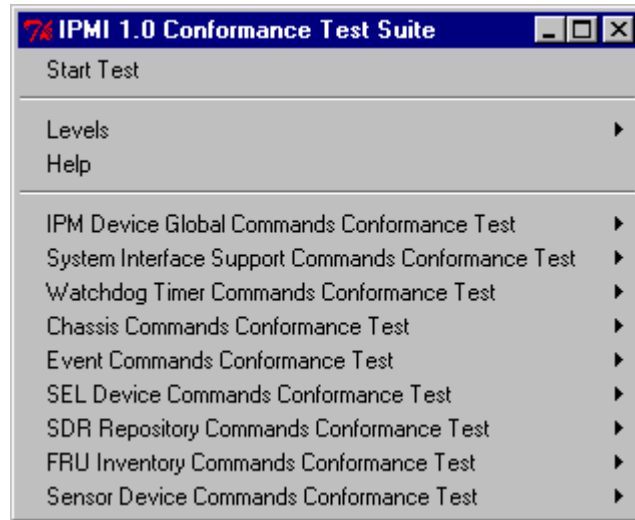 IPMI 1.0 Conformance Test Suite
Start Test
Levels
Help
IPM Device Global Commands Conformance Test
System Interface Support Commands Conformance Test
Watchdog Timer Commands Conformance Test
Chassis Commands Conformance Test
Event Commands Conformance Test
SEL Device Commands Conformance Test
SDR Repository Commands Conformance Test
FRU Inventory Commands Conformance Test
Sensor Device Commands Conformance Test